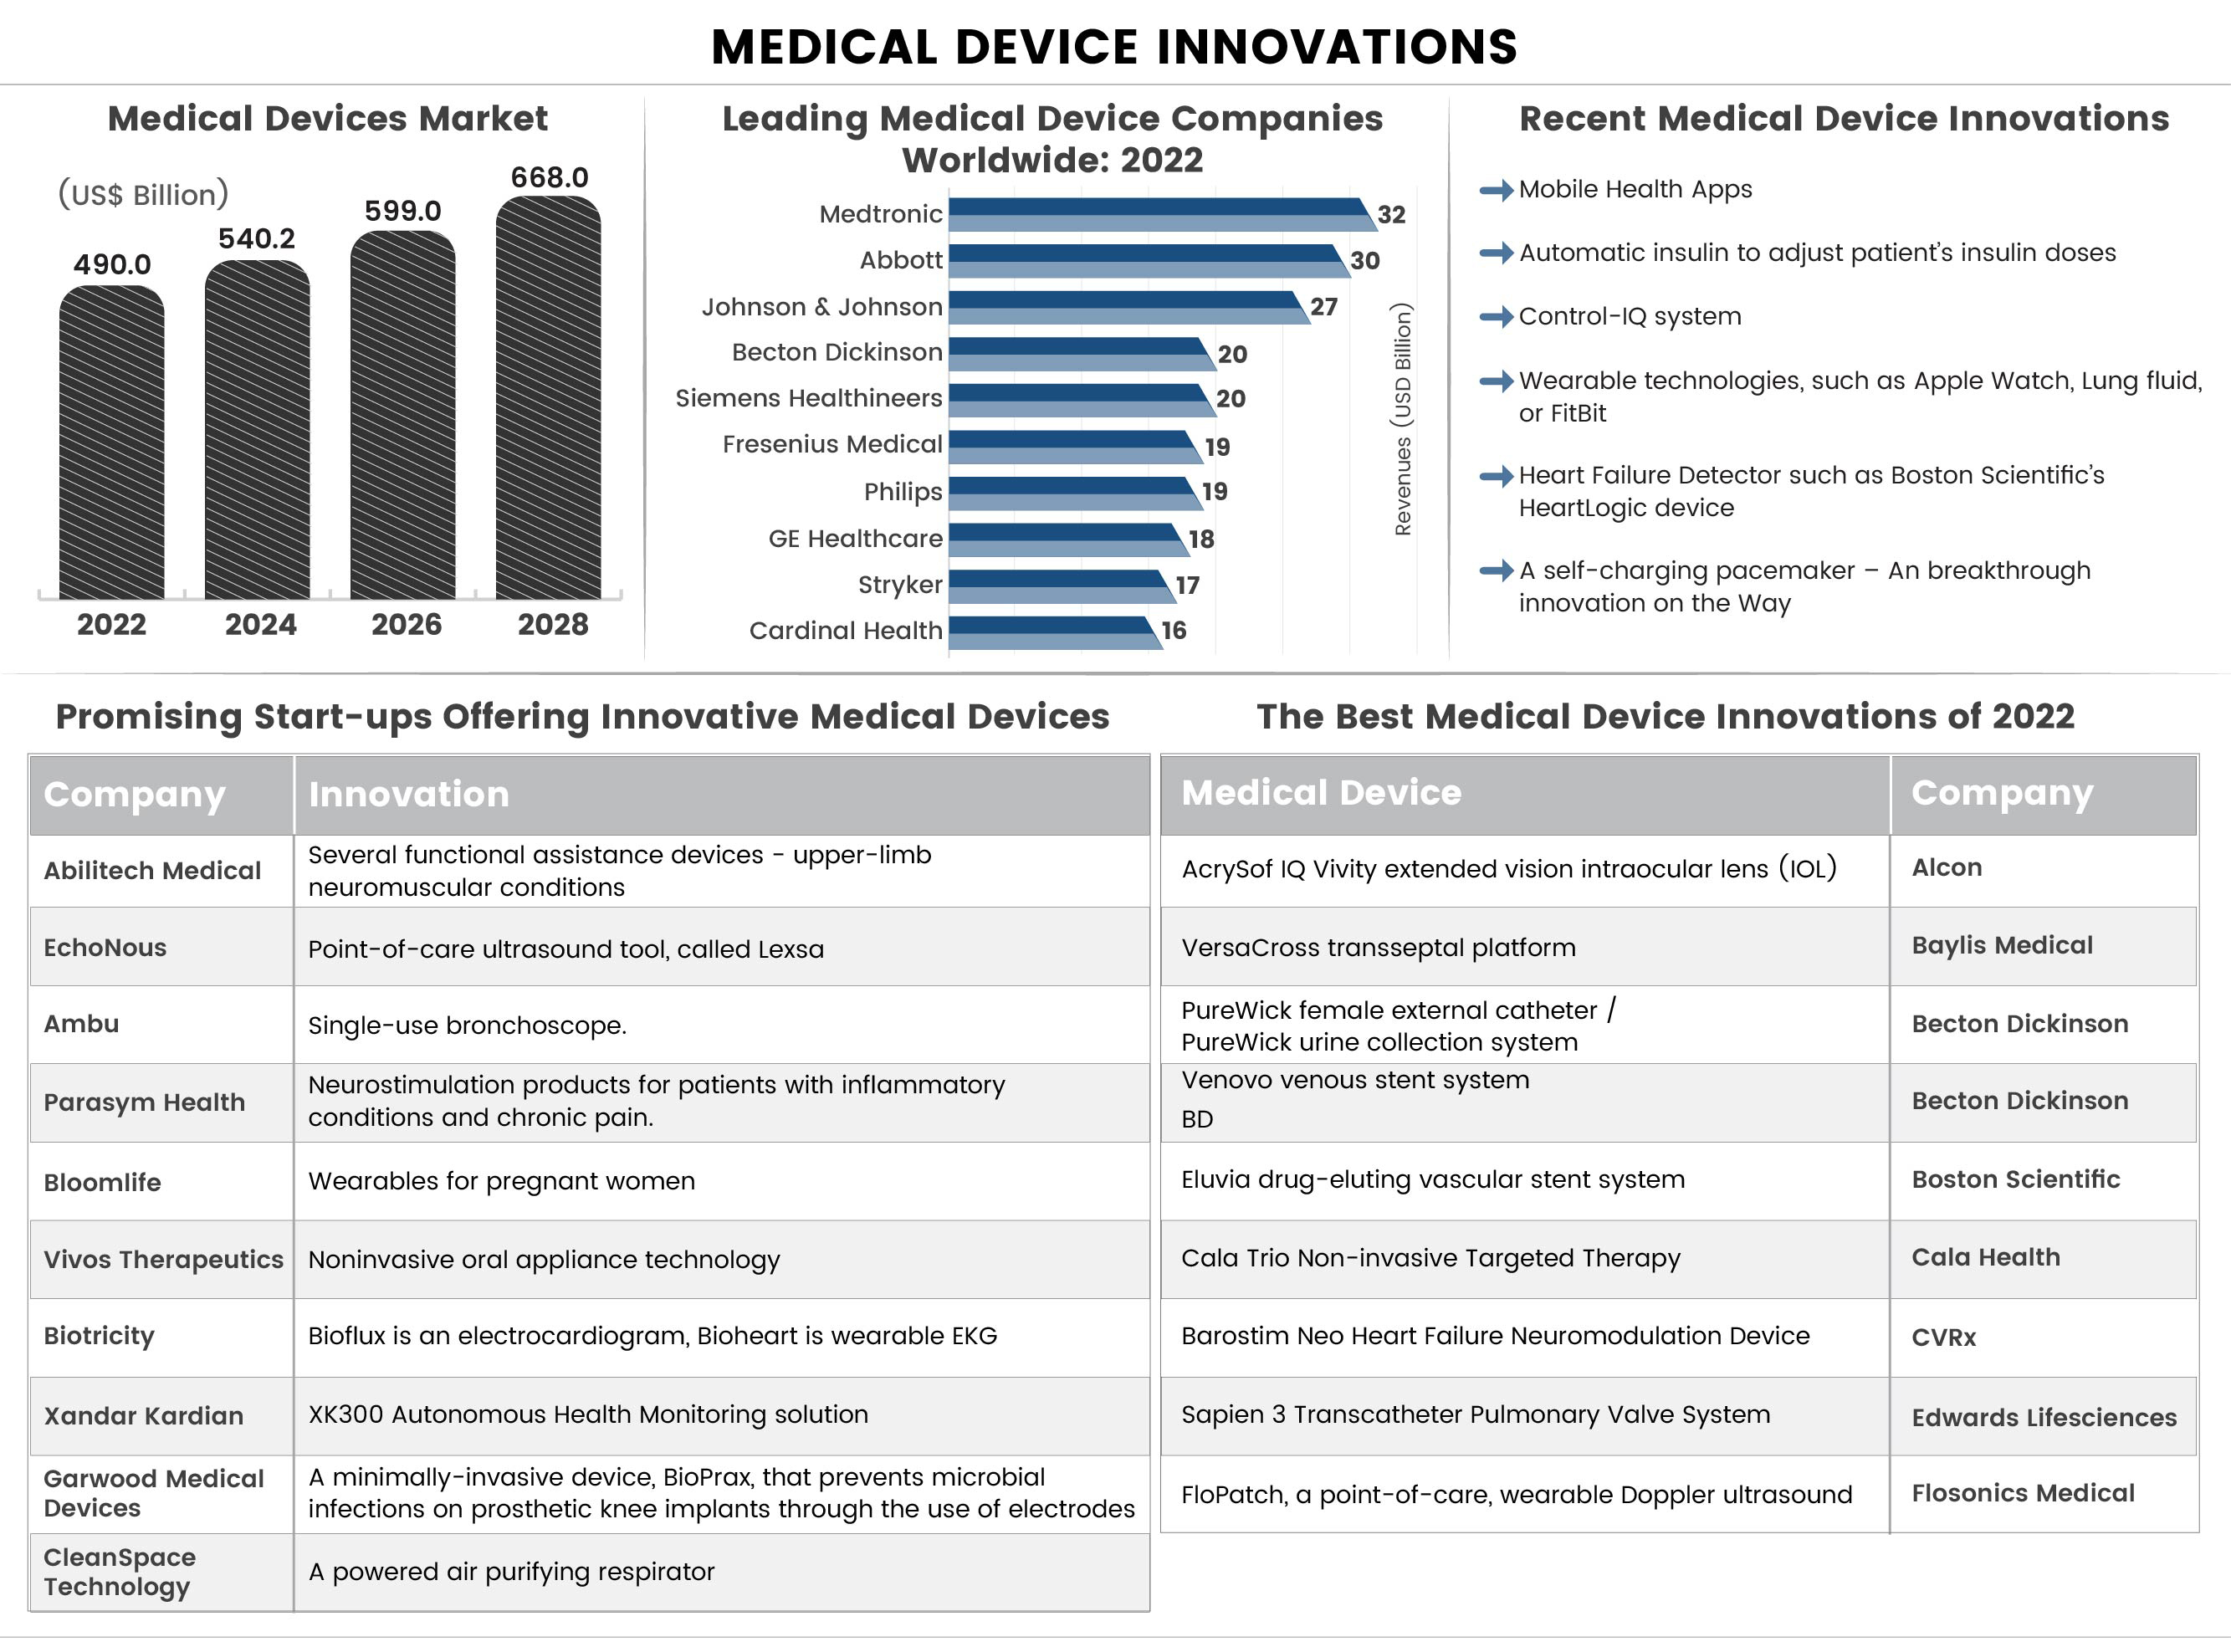 MEDICAL DEVICE INNOVATIONS
Medical Devices Market
(US$ Billion)
490.0
540.2
599.0
668.0
2022
2024
2026
2028
Leading Medical Device Companies
Worldwide: 2022
Medtronic
32
Abbott
30
Johnson & Johnson
27
Becton Dickinson
20
Siemens Healthineers
20
Fresenius Medical
19
Philips
19
GE Healthcare
18
Stryker
17
Cardinal Health
16
Revenues (USD Billion)
Recent Medical Device Innovations
Mobile Health Apps
Automatic insulin to adjust patient’s insulin doses
Control-IQ system
Wearable technologies, such as Apple Watch, Lung fluid,
or FitBit
Heart Failure Detector such as Boston Scientific’s
HeartLogic device
A self-charging pacemaker – An breakthrough
innovation on the Way
Promising Start-ups Offering Innovative Medical Devices
Company
Innovation
Abilitech Medical
Several functional assistance devices - upper-limb
neuromuscular conditions
EchoNous
Point-of-care ultrasound tool, called Lexsa
Ambu
Single-use bronchoscope.
Parasym Health
Neurostimulation products for patients with inflammatory
conditions and chronic pain.
Bloomlife
Wearables for pregnant women
Vivos Therapeutics
Noninvasive oral appliance technology
Biotricity
Bioflux is an electrocardiogram, Bioheart is wearable EKG
Xandar Kardian
XK300 Autonomous Health Monitoring solution
Garwood Medical
Devices
A minimally-invasive device, BioPrax, that prevents microbial
infections on prosthetic knee implants through the use of electrodes
CleanSpace
Technology
A powered air purifying respirator
The Best Medical Device Innovations of 2022
Medical Device
Company
AcrySof IQ Vivity extended vision intraocular lens (IOL)
Alcon
VersaCross transseptal platform
Baylis Medical
PureWick female external catheter /
PureWick urine collection system
Becton Dickinson
Venovo venous stent system
BD
Becton Dickinson
Eluvia drug-eluting vascular stent system
Boston Scientific
Cala Trio Non-invasive Targeted Therapy
Cala Health
Barostim Neo Heart Failure Neuromodulation Device
CVRx
Sapien 3 Transcatheter Pulmonary Valve System
Edwards Lifesciences
FloPatch, a point-of-care, wearable Doppler ultrasound
Flosonics Medical